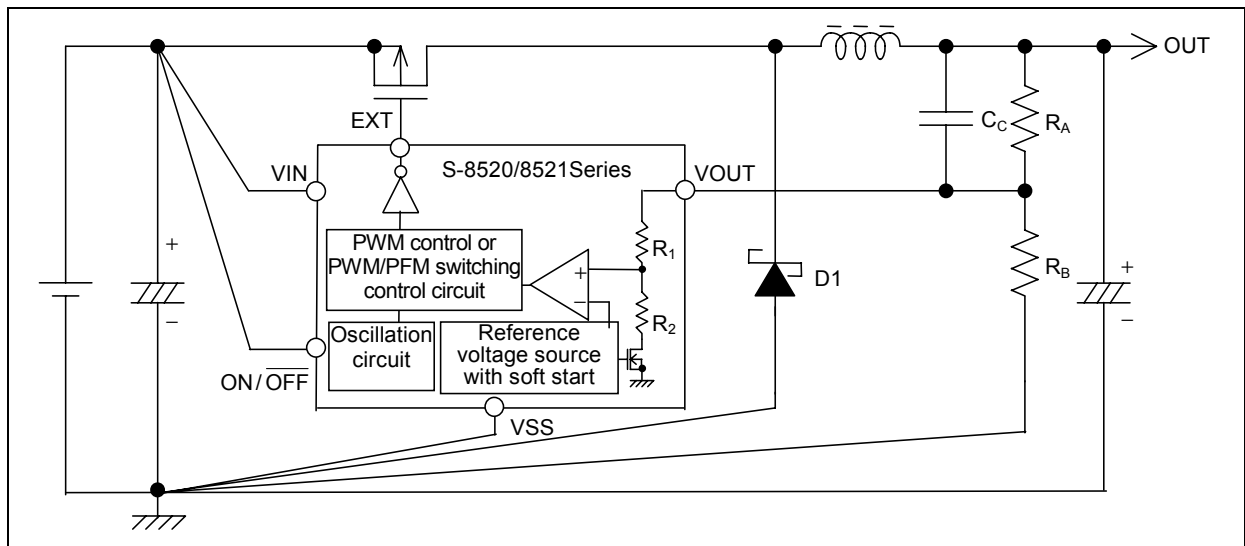 OUT
EXT
C_C
R_A
VIN
S-8520/8521Series
VOUT
PWM control or
PWM/PFM switching
control circuit
+
−
R_1
R_2
+
−
D1
R_B
+
−
Oscillation
circuit
Reference
voltage source
with soft start
ON/O̅F̅F̅
VSS